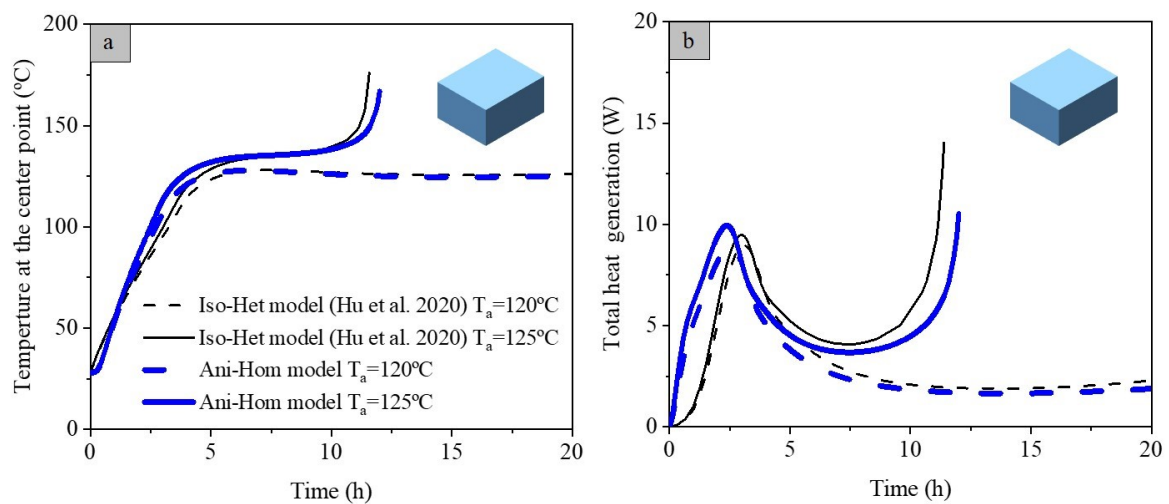 a
200
150
100
50
0
Temperture at the center point (ºC)
Iso-Het model (Hu et al. 2020) Ta=120ºC
Iso-Het model (Hu et al. 2020) Ta=125ºC
Ani-Hom model Ta=120ºC
Ani-Hom model Ta=125ºC
0 5 10 15 20
Time (h)
b
20
15
10
5
0
Total heat generation (W)
0 5 10 15 20
Time (h)